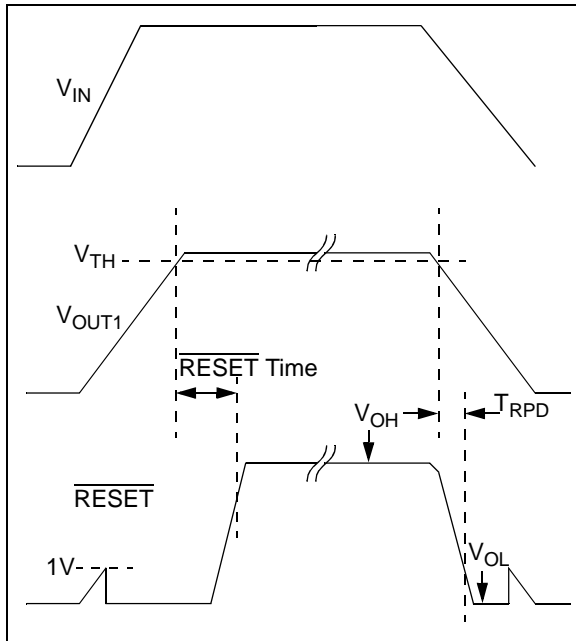 V_IN
V_TH
V_OUT1
RESET Time
V_OH
T_RPD
RESET
1V
V_OL